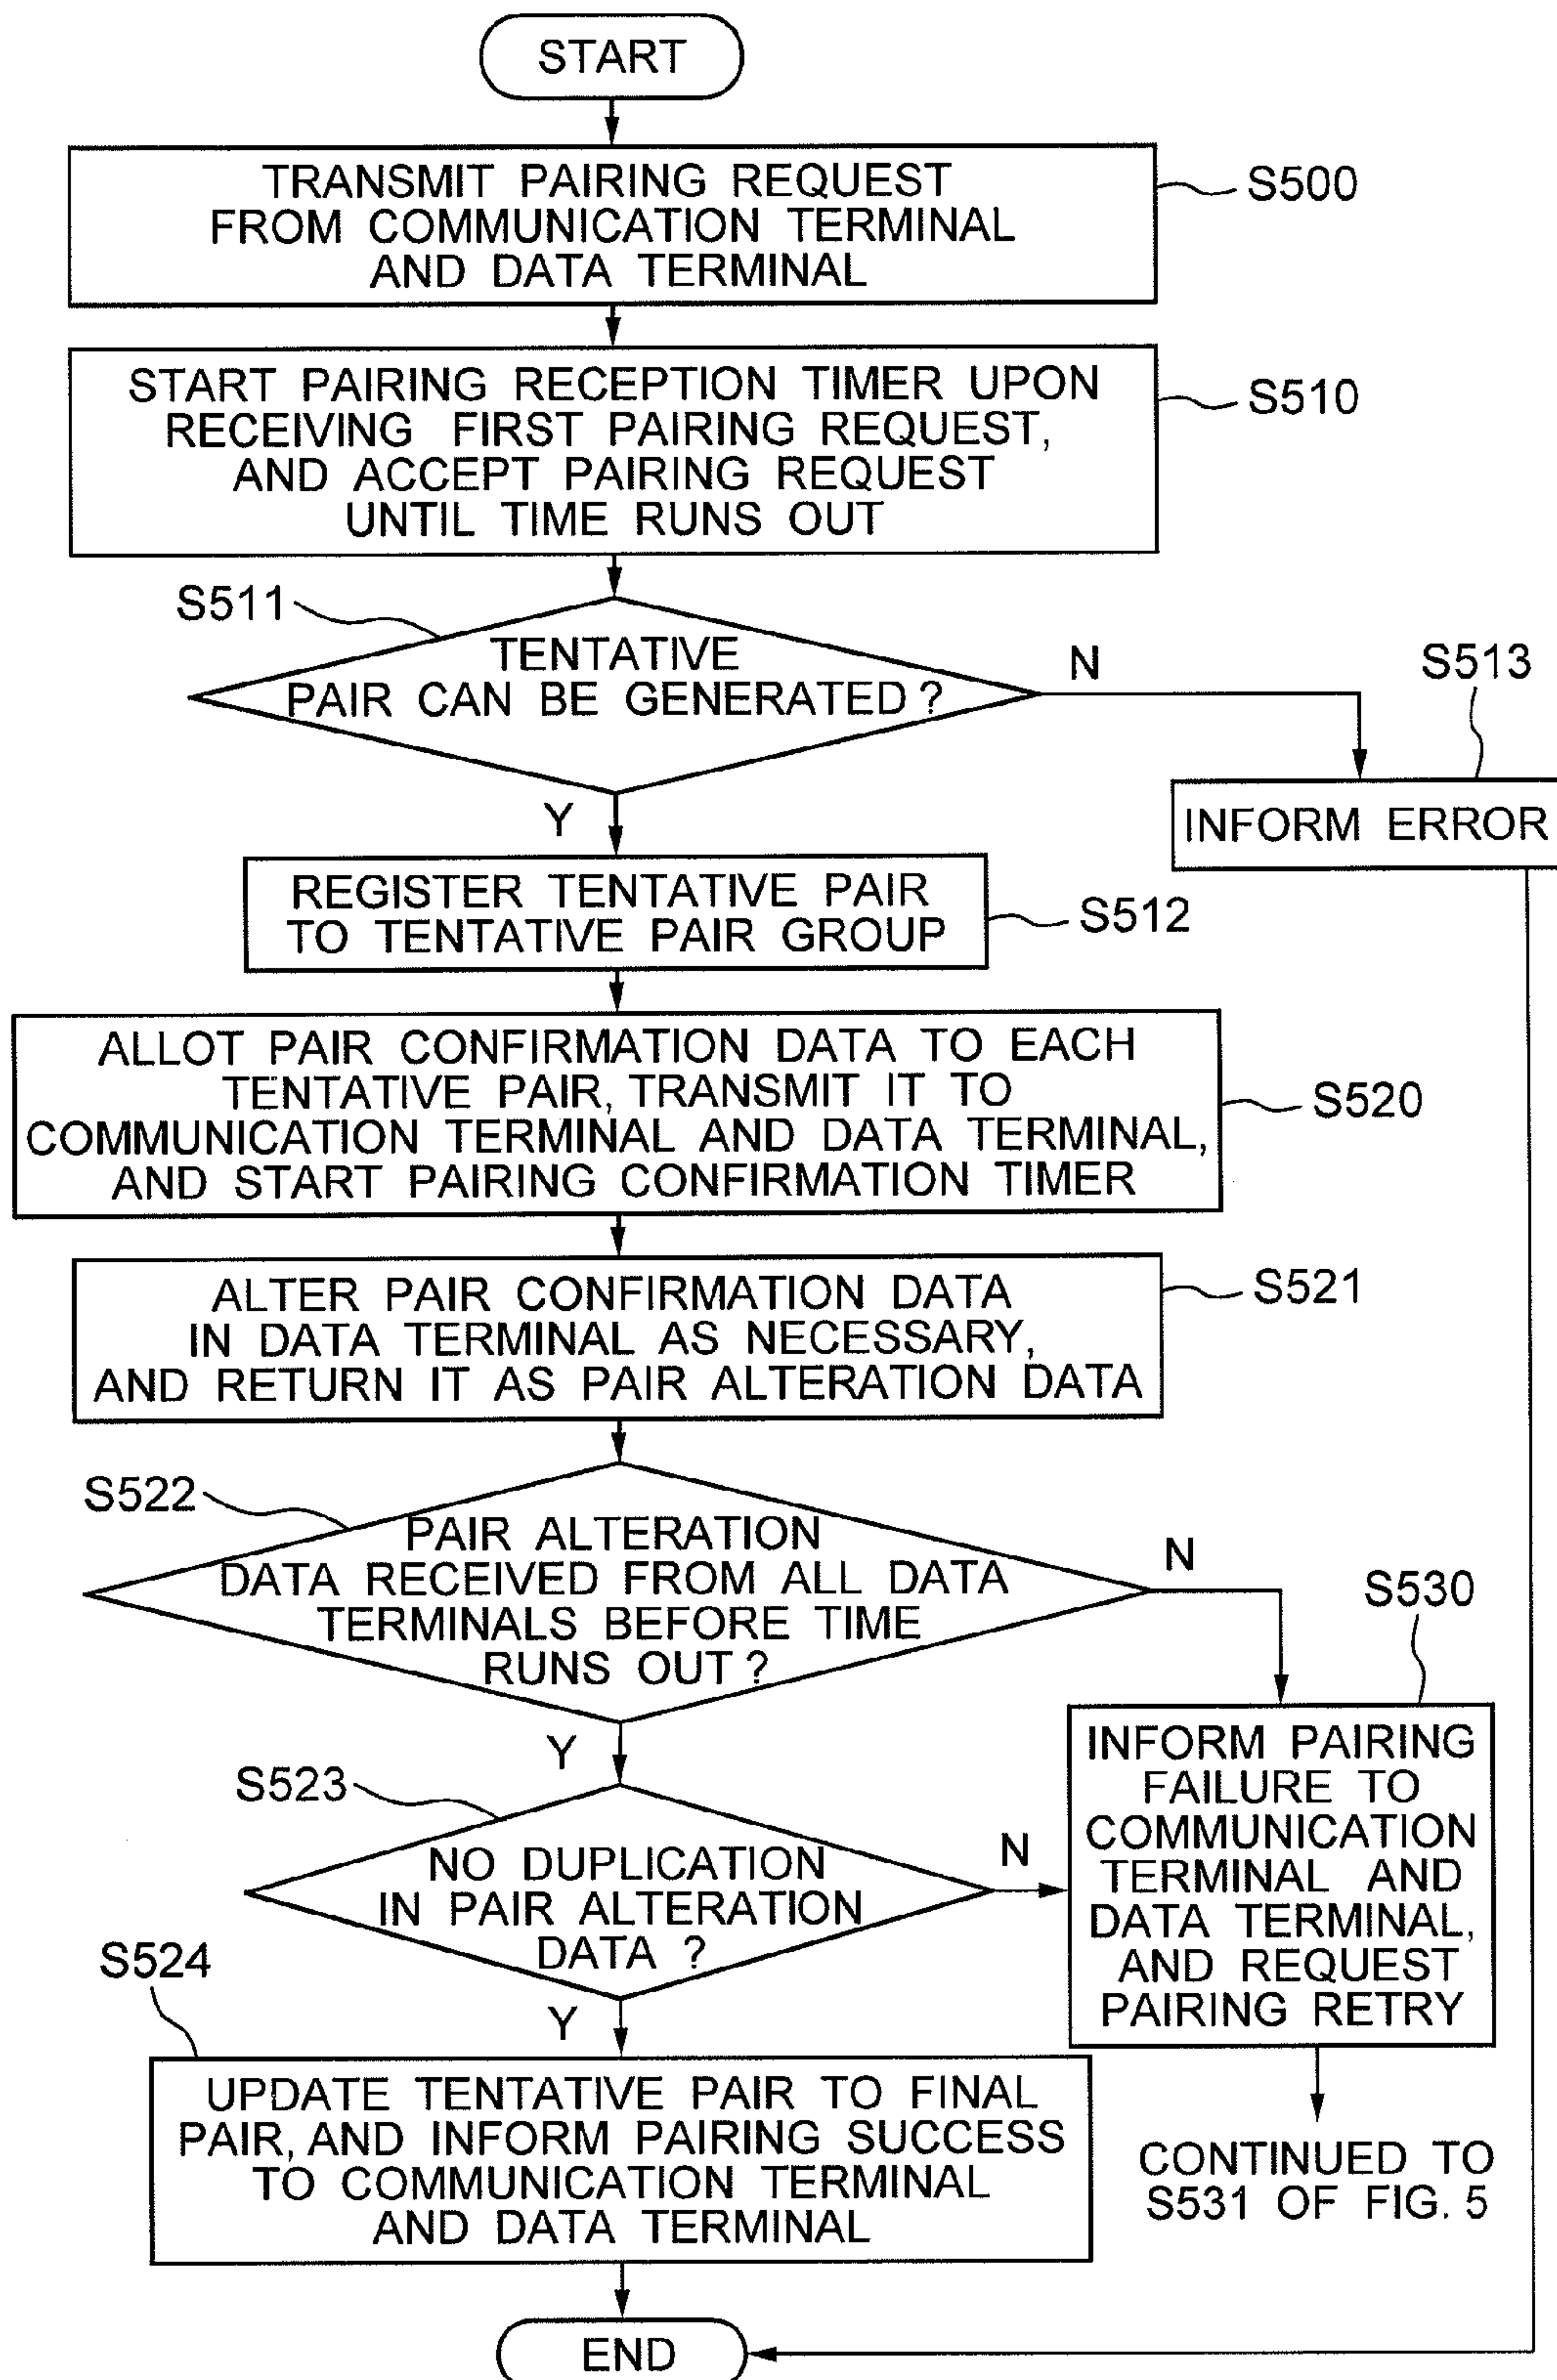 START
TRANSMIT PAIRING REQUEST
FROM COMMUNICATION TERMINAL
AND DATA TERMINAL
S500
START PAIRING RECEPTION TIMER UPON
RECEIVING FIRST PAIRING REQUEST,
AND ACCEPT PAIRING REQUEST
UNTIL TIME RUNS OUT
S510
S511
TENTATIVE
PAIR CAN BE GENERATED?
N
S513
INFORM ERROR
Y
REGISTER TENTATIVE PAIR
TO TENTATIVE PAIR GROUP
S512
ALLOT PAIR CONFIRMATION DATA TO EACH
TENTATIVE PAIR, TRANSMIT IT TO
COMMUNICATION TERMINAL AND DATA TERMINAL,
AND START PAIRING CONFIRMATION TIMER
S520
ALTER PAIR CONFIRMATION DATA
IN DATA TERMINAL AS NECESSARY,
AND RETURN IT AS PAIR ALTERATION DATA
S521
S522
PAIR ALTERATION
DATA RECEIVED FROM ALL DATA
TERMINALS BEFORE TIME
RUNS OUT?
N
S530
INFORM PAIRING
FAILURE TO
COMMUNICATION
TERMINAL AND
DATA TERMINAL,
AND REQUEST
PAIRING RETRY
Y
S523
NO DUPLICATION
IN PAIR ALTERATION
DATA ?
N
Y
S524
UPDATE TENTATIVE PAIR TO FINAL
PAIR, AND INFORM PAIRING SUCCESS
TO COMMUNICATION TERMINAL
AND DATA TERMINAL
CONTINUED TO
S531 OF FIG. 5
END